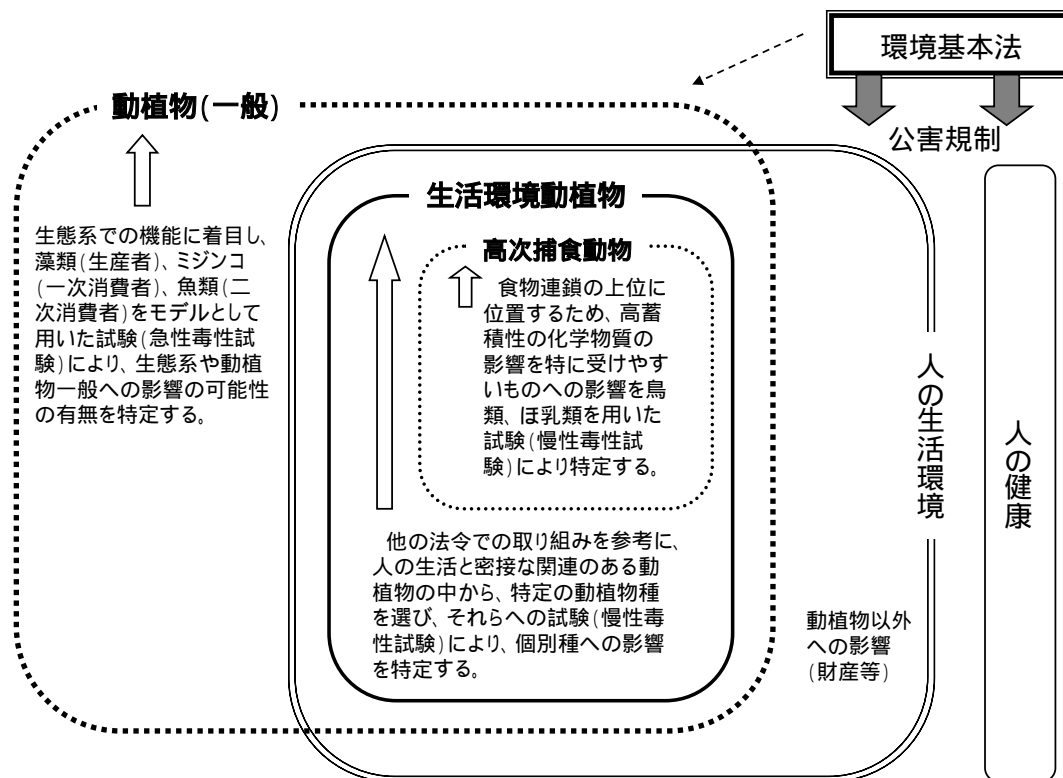 環境基本法
公害規制
動植物(一般)
生態系での機能に着目し、
藻類(生産者)、ミジンコ
(一次消費者)、魚類(二
次消費者)をモデルとして
用いた試験(急性毒性試
験)により、生態系や動植
物一般への影響の可能性
の有無を特定する。
生活環境動植物
高次捕食動物
食物連鎖の上位に
位置するため、高蓄
積性の化学物質の
影響を特に受けやす
いものへの影響を鳥
類、ほ乳類を用いた
試験(慢性毒性試
験)により特定する。
他の法令での取り組みを参考に、
人の生活と密接な関連のある動
植物の中から、特定の動植物種
を選び、それらへの試験(慢性毒
性試験)により、個別種への影響
を特定する。
人の生活環境
動植物以外
への影響
(財産等)
人の健康